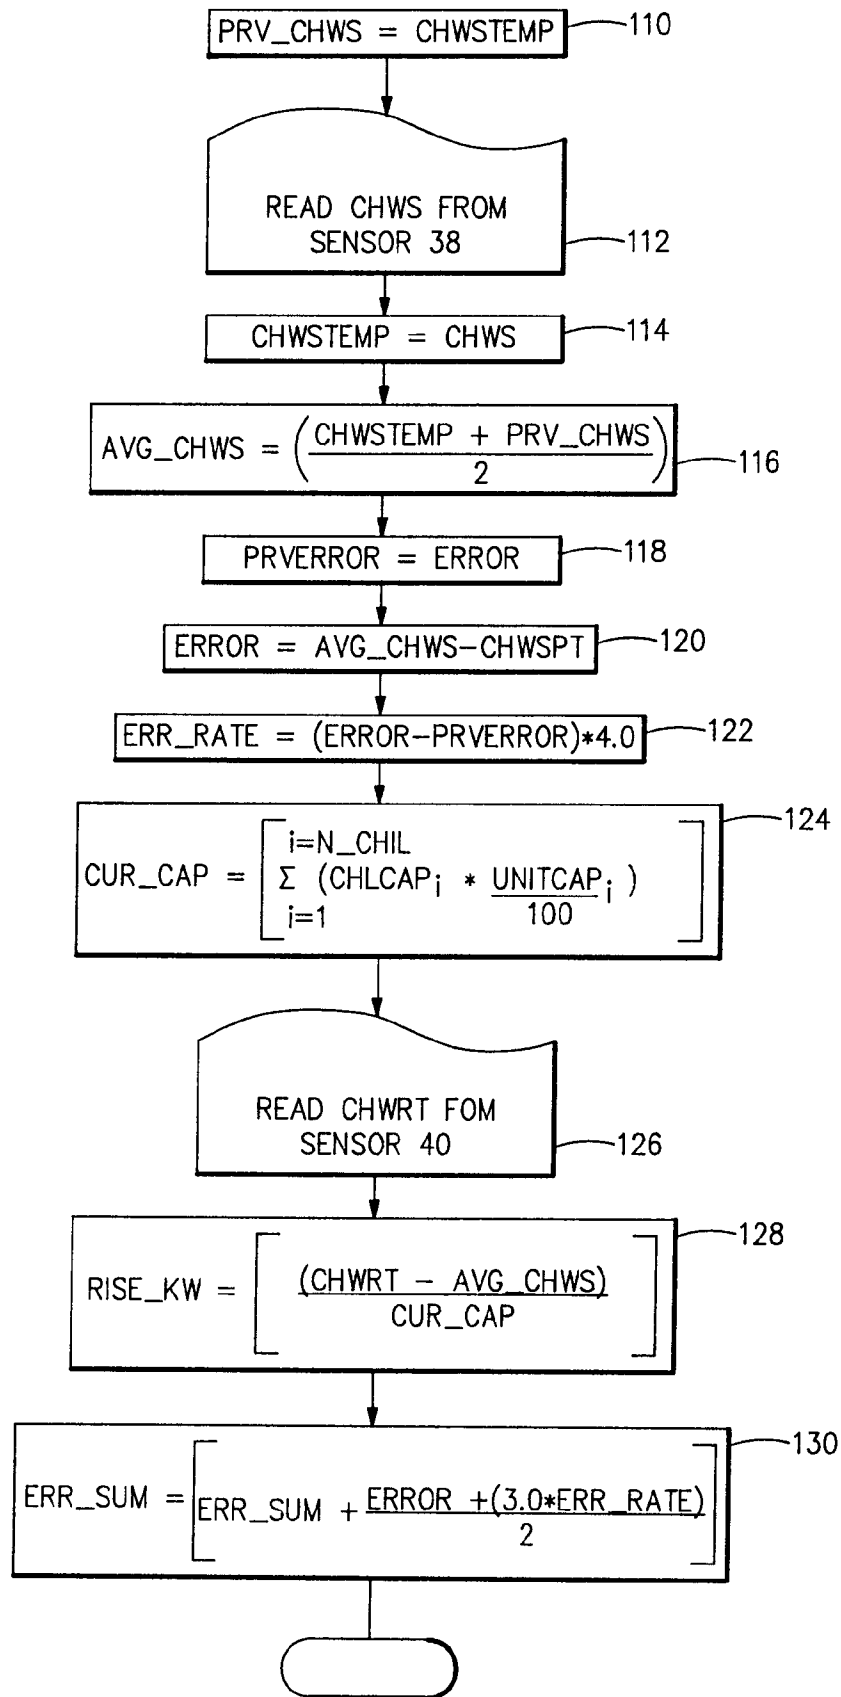 PRV_CHWS = CHWSTEMP
110
READ CHWS FROM
SENSOR 38
112
CHWSTEMP = CHWS
114
AVG_CHWS = (CHWSTEMP + PRV_CHWS)
2
116
PRVERROR = ERROR
118
ERROR = AVG_CHWS-CHWSPT
120
ERR_RATE = (ERROR-PRVERROR)*4.0
122
124
i=N_CHIL
CUR_CAP = [Σ (CHLCAPi * UNITCAPi )]
100
i=1
READ CHWRT FOM
SENSOR 40
126
128
RISE_KW = [(CHWRT - AVG_CHWS)]
CUR_CAP
130
ERR_SUM = [ERR_SUM + ERROR +(3.0*ERR_RATE)]
2